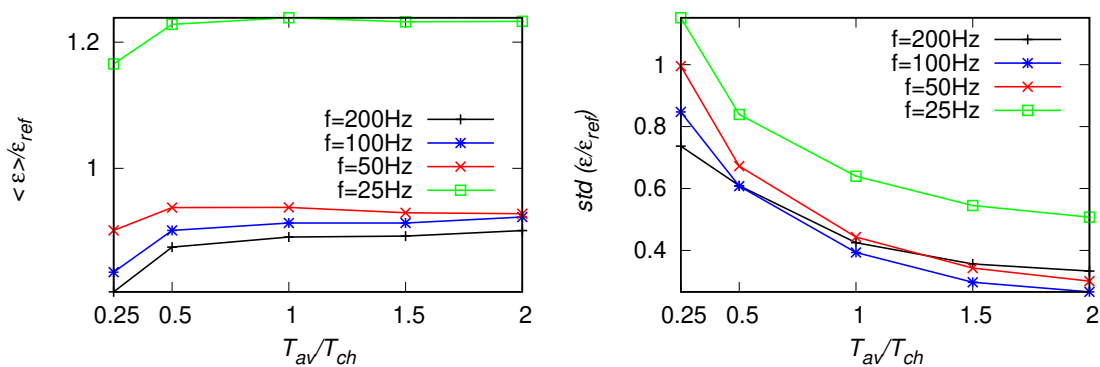 1.2
1
< ε>/ε_ref
f=200Hz
f=100Hz
f=50Hz
f=25Hz
0.25 0.5 1 1.5 2
T_av/T_ch
1
0.8
0.6
0.4
std (ε/ε_ref)
f=200Hz
f=100Hz
f=50Hz
f=25Hz
0.25 0.5 1 1.5 2
T_av/T_ch